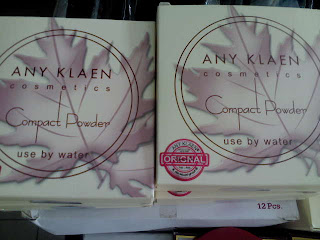 ANY KLAEN
cosmetics
Compact Powder
use by water
ANY KLAEN
cosmetics
Compact Powder
use by water
ORIGINAL
12 Pcs.